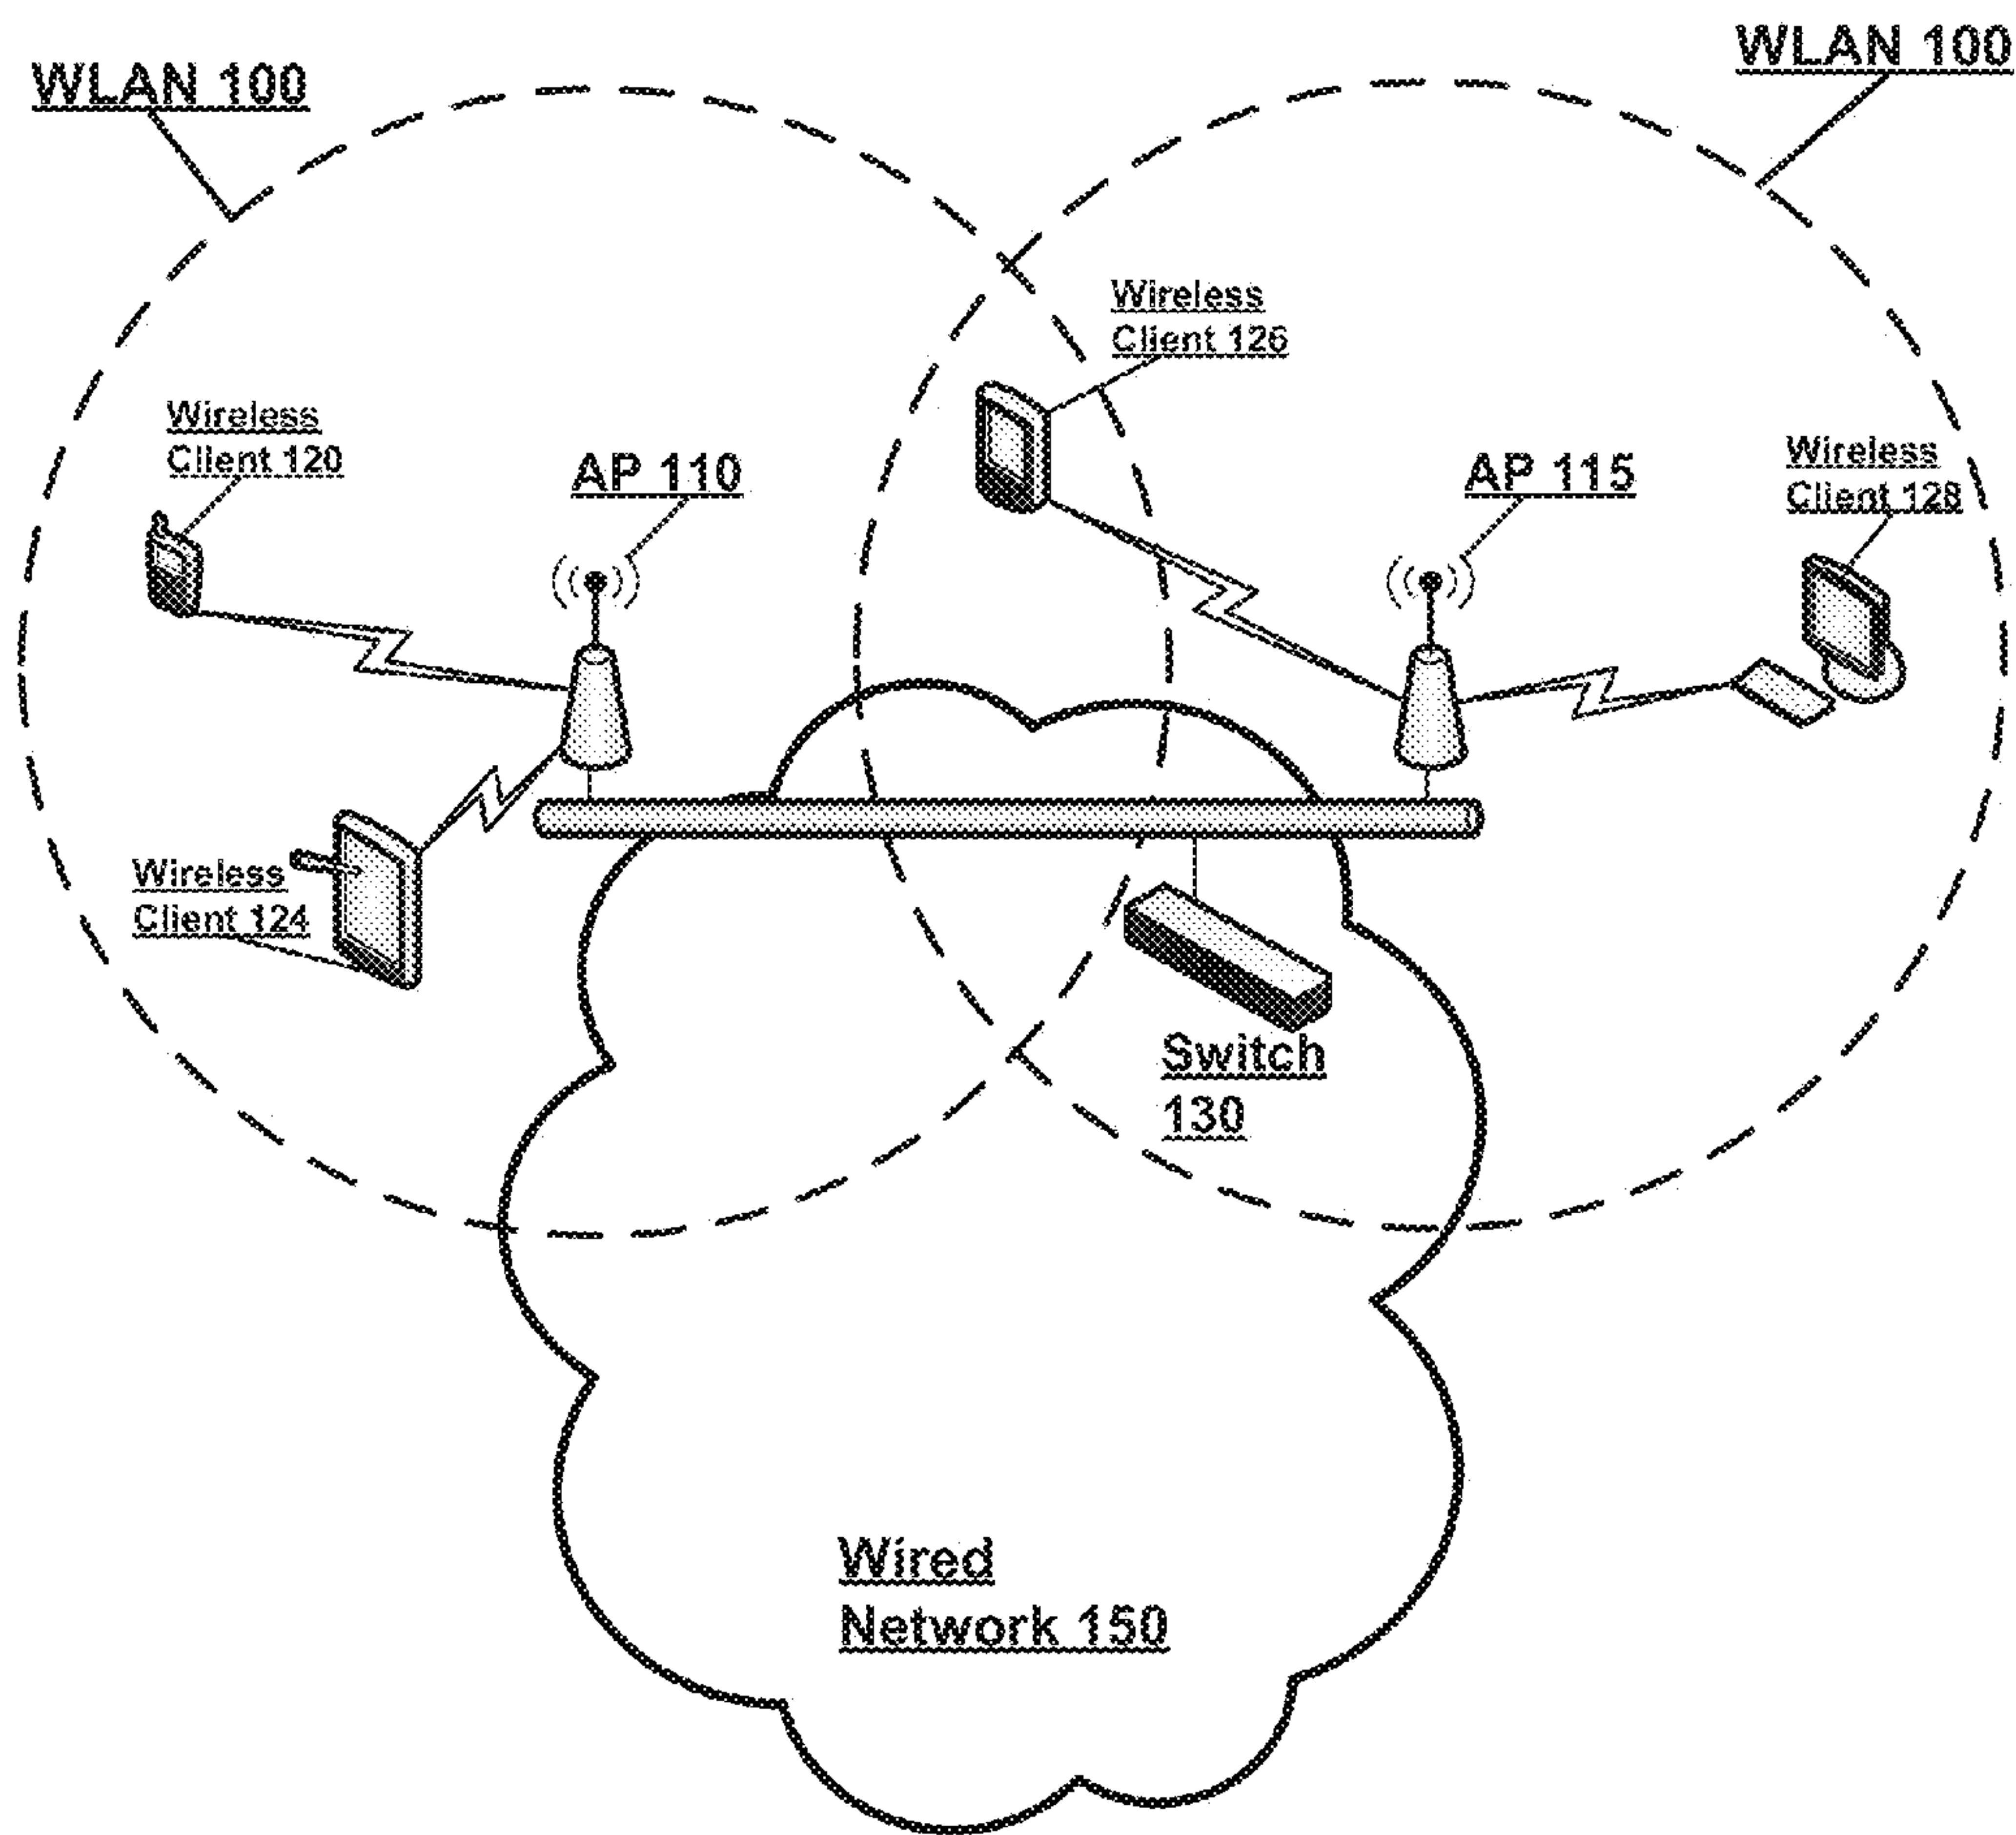 WLAN 100
WLAN 100
Wireless
Client 126
Wireless
Client 120
AP 110
AP 115
Wireless
Client 128
Wireless
Client 124
Switch
130
Wired
Network 150